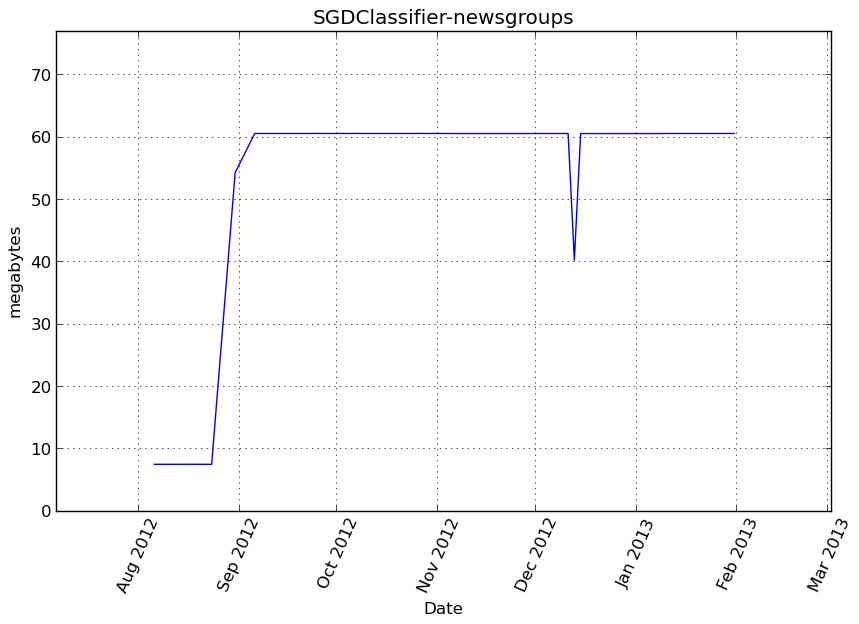 SGDClassifier-newsgroups
70
60
50
40
30
20
10
0
megabytes
Aug 2012
Sep 2012
Oct 2012
Nov 2012
Dec 2012
Jan 2013
Feb 2013
Mar 2013
Date